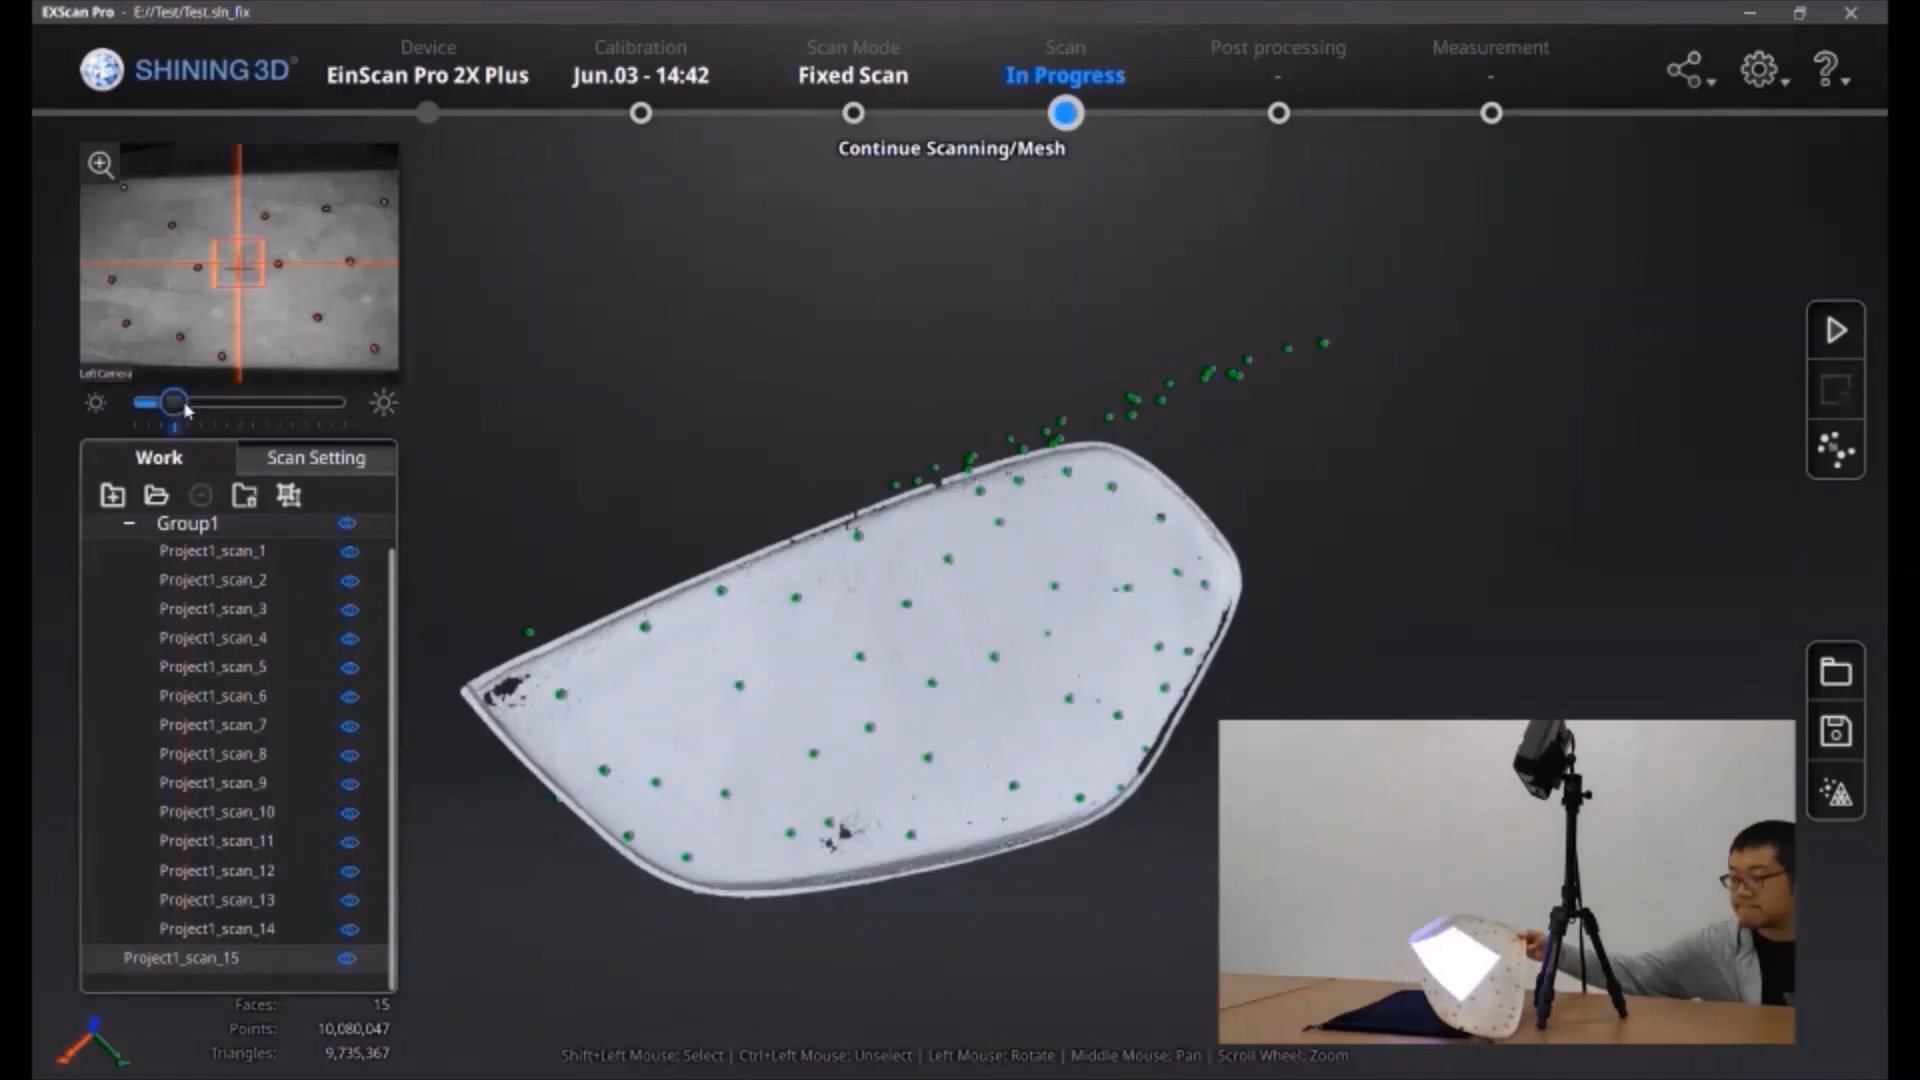 EXScan Pro - E://Test/Test.sln_fix
SHINING 3D®
Device
EinScan Pro 2X Plus
Calibration
Jun.03 - 14:42
Scan Mode
Fixed Scan
Scan
In Progress
Post processing
-
Measurement
-
Continue Scanning/Mesh
Left Camera
Work
Scan Setting
Group1
Project1_scan_1
Project1_scan_2
Project1_scan_3
Project1_scan_4
Project1_scan_5
Project1_scan_6
Project1_scan_7
Project1_scan_8
Project1_scan_9
Project1_scan_10
Project1_scan_11
Project1_scan_12
Project1_scan_13
Project1_scan_14
Project1_scan_15
Faces: 15
Points: 10,080,047
Triangles: 9,735,367
Shift+Left Mouse: Select | Ctrl+Left Mouse: Unselect | Left Mouse: Rotate | Middle Mouse: Pan | Scroll Wheel: Zoom